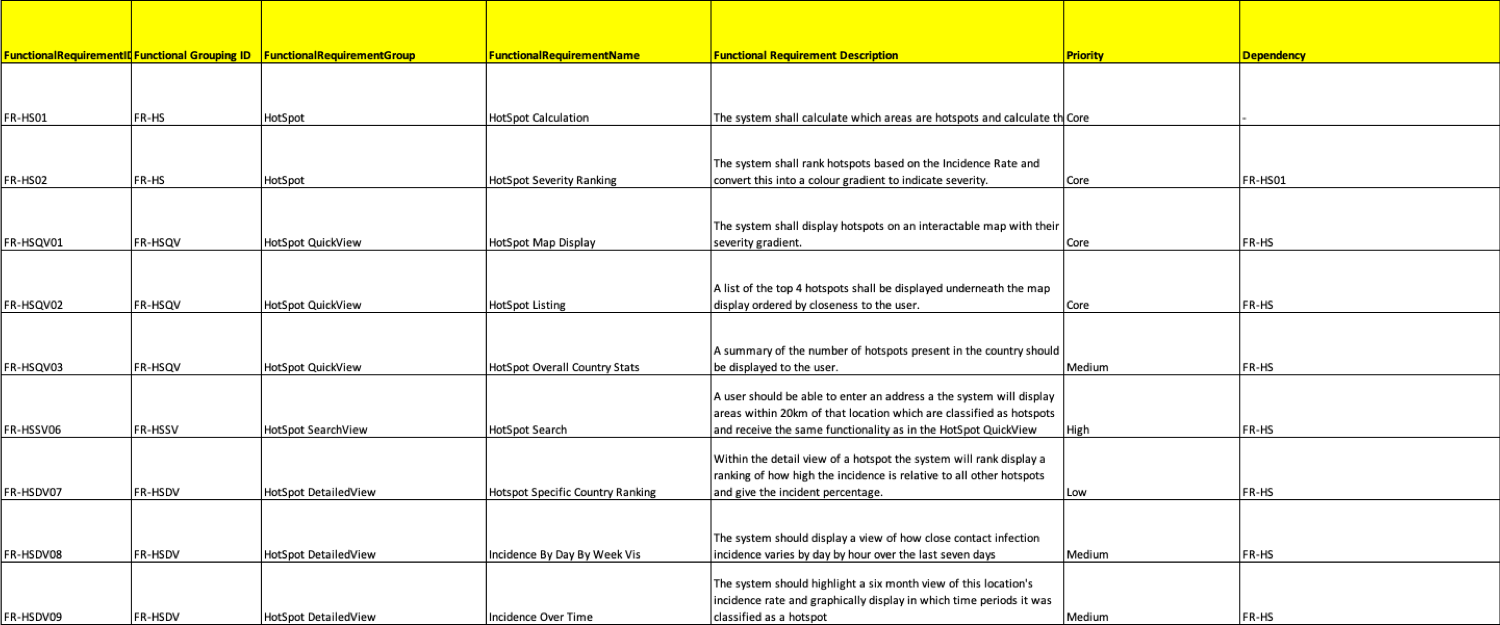 FunctionalRequirementID Functional Grouping ID FunctionalRequirementGroup FunctionalRequirementName Functional Requirement Description Priority Dependency
FR-HS01 FR-HS HotSpot HotSpot Calculation The system shall calculate which areas are hotspots and calculate th Core -
The system shall rank hotspots based on the Incidence Rate and
FR-HS02 FR-HS HotSpot HotSpot Severity Ranking convert this into a colour gradient to indicate severity. Core FR-HS01
The system shall display hotspots on an interactable map with their
FR-HSQV01 FR-HSQV HotSpot QuickView HotSpot Map Display severity gradient. Core FR-HS
A list of the top 4 hotspots shall be displayed underneath the map
FR-HSQV02 FR-HSQV HotSpot QuickView HotSpot Listing display ordered by closeness to the user. Core FR-HS
A summary of the number of hotspots present in the country should
FR-HSQV03 FR-HSQV HotSpot QuickView HotSpot Overall Country Stats be displayed to the user. Medium FR-HS
A user should be able to enter an address a the system will display
areas within 20km of that location which are classified as hotspots
FR-HSSV06 FR-HSSV HotSpot SearchView HotSpot Search and receive the same functionality as in the HotSpot QuickView High FR-HS
Within the detail view of a hotspot the system will rank display a
ranking of how high the incidence is relative to all other hotspots
FR-HSDV07 FR-HSDV HotSpot DetailedView Hotspot Specific Country Ranking and give the incident percentage. Low FR-HS
The system should display a view of how close contact infection
FR-HSDV08 FR-HSDV HotSpot DetailedView Incidence By Day By Week Vis incidence varies by day by hour over the last seven days Medium FR-HS
The system should highlight a six month view of this location's
incidence rate and graphically display in which time periods it was
FR-HSDV09 FR-HSDV HotSpot DetailedView Incidence Over Time classified as a hotspot Medium FR-HS